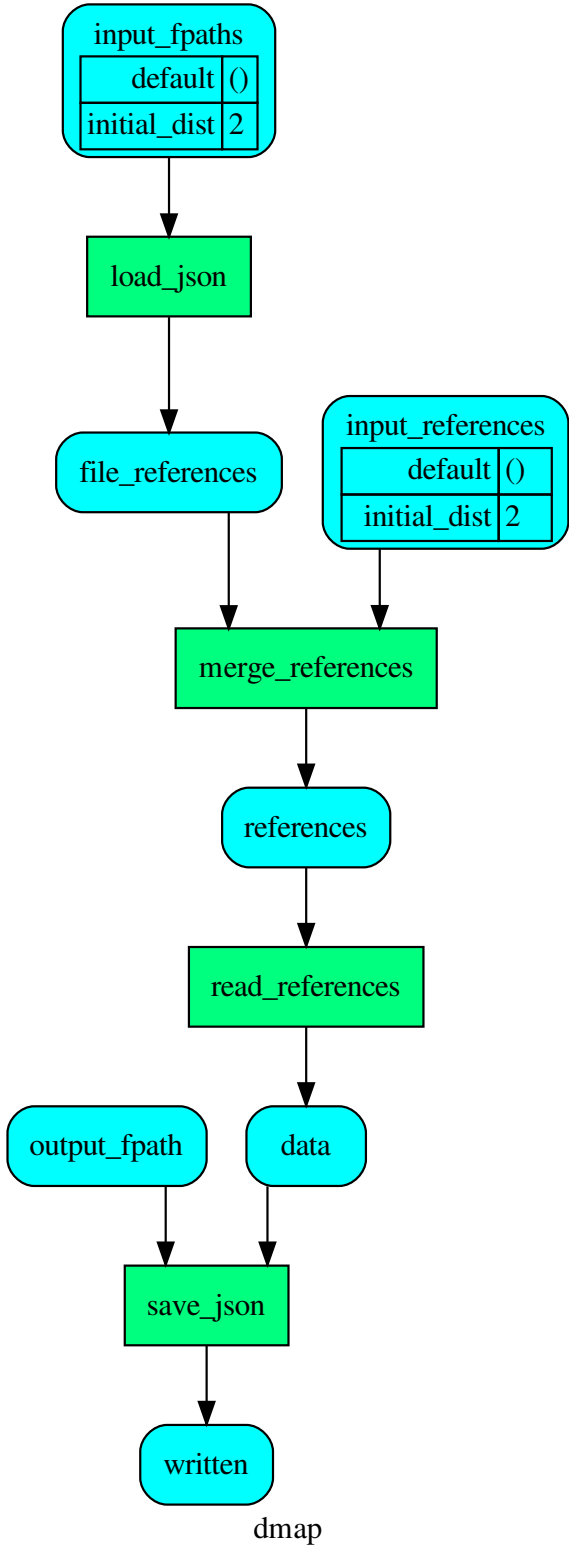 input_fpaths
default ()
initial_dist 2
load_json
file_references
input_references
default ()
initial_dist 2
merge_references
references
read_references
output_fpath
data
save_json
written
dmap